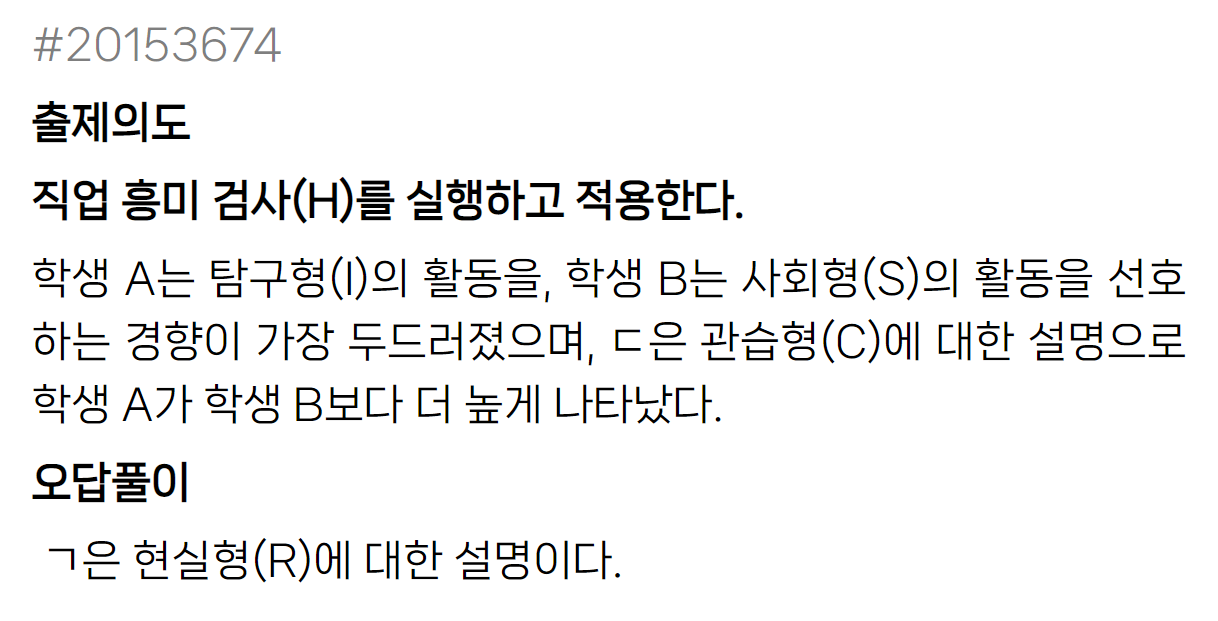 #20153674
출제의도
직업 흥미 검사(H)를 실행하고 적용한다.
학생 A는 탐구형(I)의 활동을, 학생 B는 사회형(S)의 활동을 선호
하는 경향이 가장 두드러졌으며, ㄷ은 관습형(C)에 대한 설명으로
학생 A가 학생 B보다 더 높게 나타났다.
오답풀이
ㄱ은 현실형(R)에 대한 설명이다.